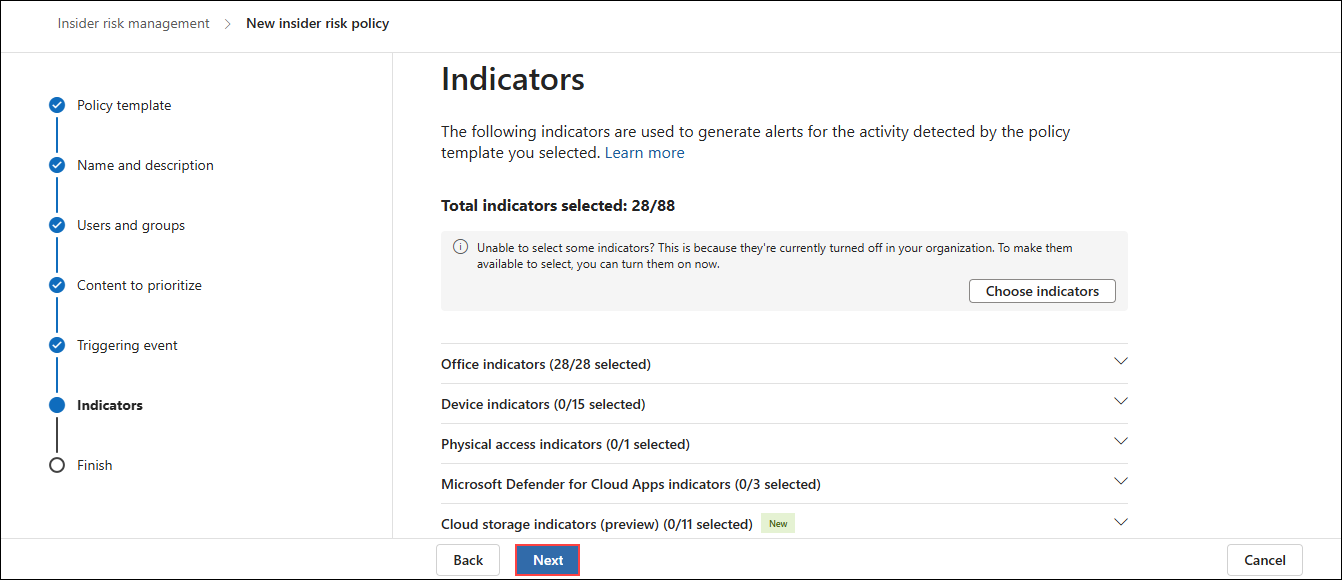 Insider risk management > New insider risk policy
Policy template
Name and description
Users and groups
Content to prioritize
Triggering event
Indicators
Finish
Indicators
The following indicators are used to generate alerts for the activity detected by the policy
template you selected. Learn more
Total indicators selected: 28/88
Unable to select some indicators? This is because they're currently turned off in your organization. To make them
available to select, you can turn them on now.
Choose indicators
Office indicators (28/28 selected)
Device indicators (0/15 selected)
Physical access indicators (0/1 selected)
Microsoft Defender for Cloud Apps indicators (0/3 selected)
Cloud storage indicators (preview) (0/11 selected) New
Back Next Cancel